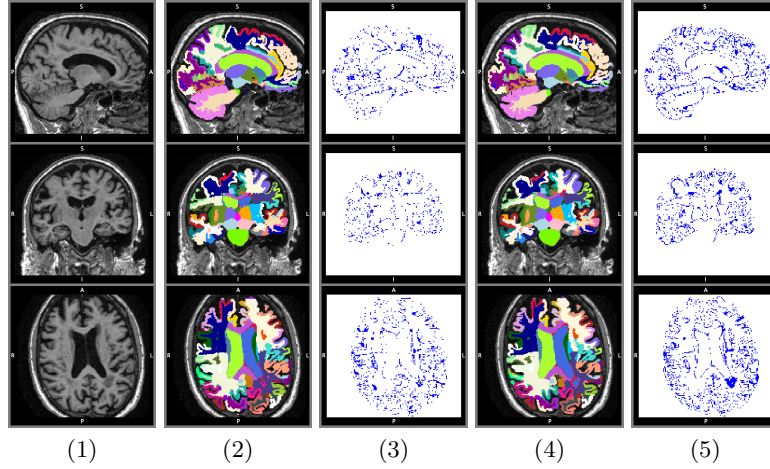 S S S S S
P A P A P A P A P A
I I I I I
S S S S S
R L R L R L R L R L
I I I I I
A A A A A
R L R L R L R L R L
P P P P P
(1) (2) (3) (4) (5)